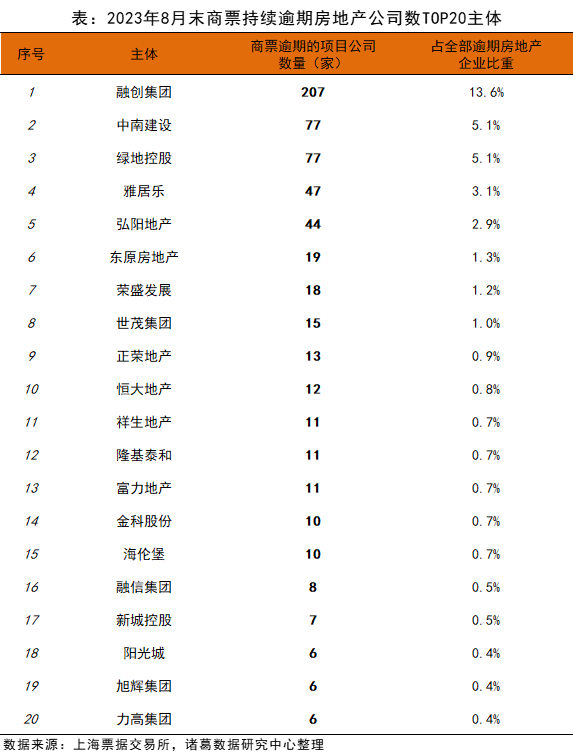 表：2023年8月末商票持续逾期房地产公司数TOP20主体
序号 主体 商票逾期的项目公司数量（家） 占全部逾期房地产企业比重
1 融创集团 207 13.6%
2 中南建设 77 5.1%
3 绿地控股 77 5.1%
4 雅居乐 47 3.1%
5 弘阳地产 44 2.9%
6 东原房地产 19 1.3%
7 荣盛发展 18 1.2%
8 世茂集团 15 1.0%
9 正荣地产 13 0.9%
10 恒大地产 12 0.8%
11 祥生地产 11 0.7%
12 隆基泰和 11 0.7%
13 富力地产 11 0.7%
14 金科股份 10 0.7%
15 海伦堡 10 0.7%
16 融信集团 8 0.5%
17 新城控股 7 0.5%
18 阳光城 6 0.4%
19 旭辉集团 6 0.4%
20 力高集团 6 0.4%
数据来源：上海票据交易所，诸葛数据研究中心整理